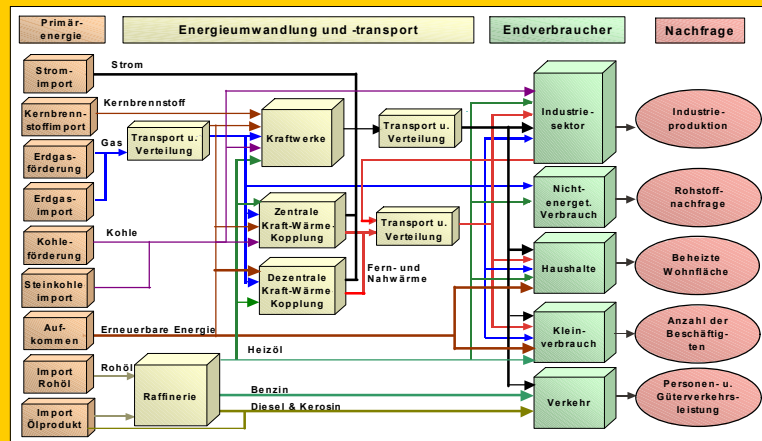 Primär-
energie
Energieumwandlung und -transport
Endverbraucher
Nachfrage
Strom-
import
Strom
Kernbrenn-
stoffimport
Kernbrennstoff
Erdgas-
förderung
Gas
Transport u.
Verteilung
Erdgas-
import
Kohle-
förderung
Kohle
Steinkohle
import
Auf-
kommen
Erneuerbare Energie
Import
Rohöl
Rohöl
Import
Ölprodukt
Raffinerie
Kraftwerke
Zentrale
Kraft-Wärme-
Kopplung
Dezentrale
Kraft-Wärme-
Kopplung
Transport u.
Verteilung
Transport u.
Verteilung
Fern- und
Nahwärme
Heizöl
Benzin
Diesel & Kerosin
Industrie-
sektor
Nicht-
energet.
Verbrauch
Haushalte
Klein-
verbrauch
Verkehr
Industrie-
produktion
Rohstoff-
nachfrage
Beheizte
Wohnfläche
Anzahl der
Beschäftig-
ten
Personen- u.
Güterverkehrs-
leistung